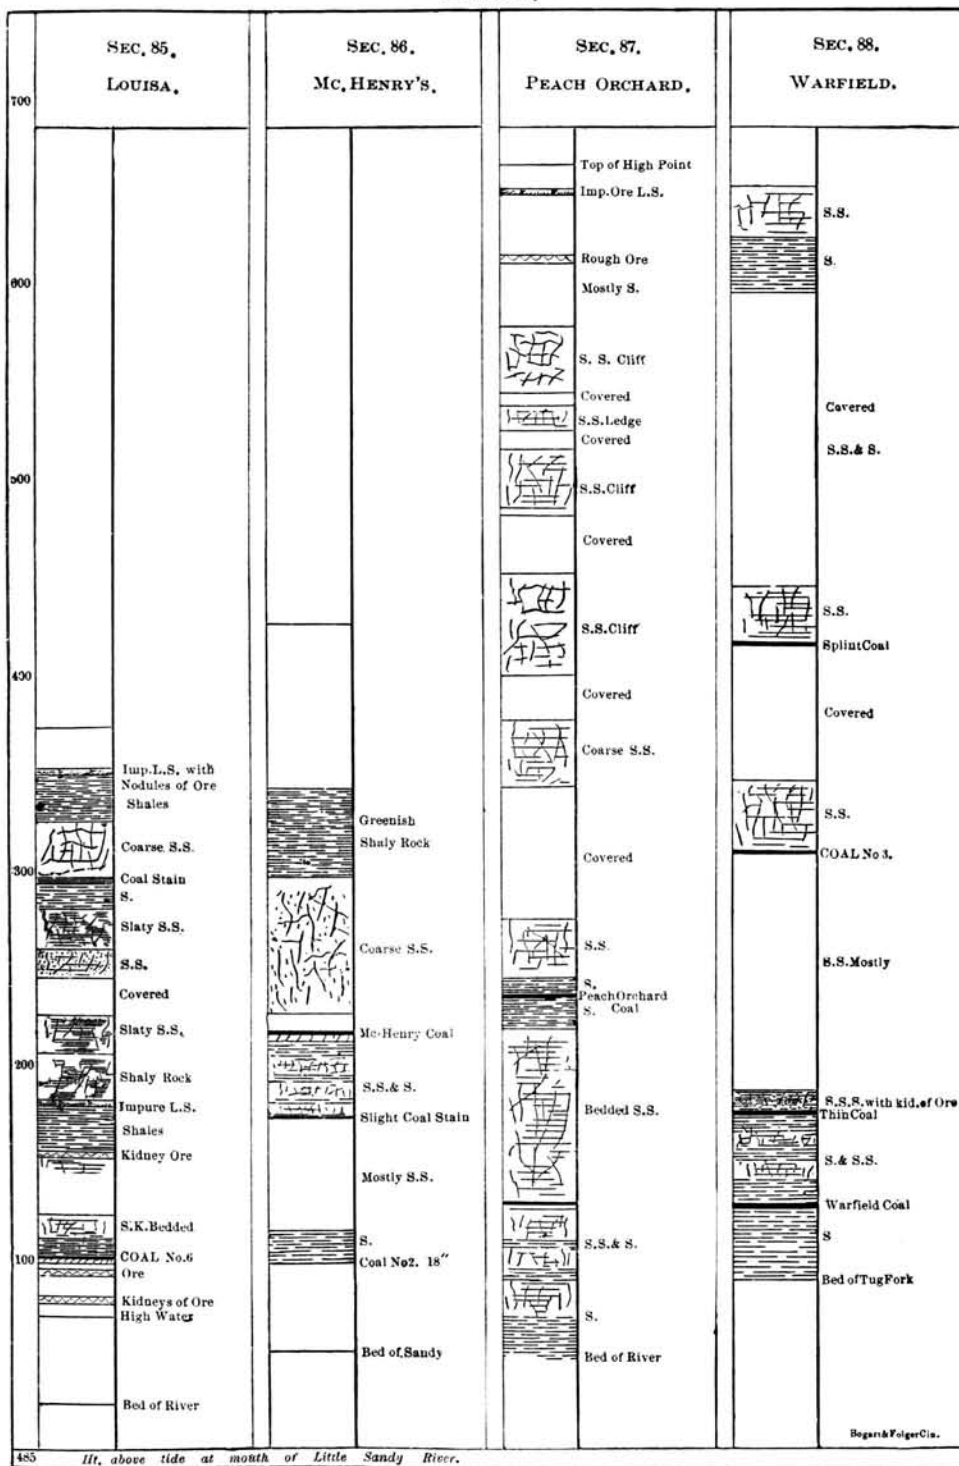 SEC. 85.
LOUISA.
SEC. 86.
MC. HENRY'S.
SEC. 87.
PEACH ORCHARD.
SEC. 88.
WARFIELD.
700
600
500
400
300
200
100
485
Imp. L.S. with
Nodules of Ore
Shales
Coarse S.S.
Coal Stain
S.
Slaty S.S.
S.S.
Covered
Slaty S.S.
Shaly Rock
Impure L.S.
Shales
Kidney Ore
S.K. Bedded
COAL No.6
Ore
Kidneys of Ore
High Water
Bed of River
Greenish
Shaly Rock
Coarse S.S.
Mc-Henry Coal
S.S.& S.
Slight Coal Stain
Mostly S.S.
S.
Coal No2. 18"
Bed of Sandy
Top of High Point
Imp. Ore L.S.
Rough Ore
Mostly S.
S. S. Cliff
Covered
S.S. Ledge
Covered
S.S. Cliff
Covered
S.S. Cliff
Covered
Coarse S.S.
Covered
S.S.
S.
Peach Orchard
S. Coal
Bedded S.S.
S.S.& S.
S.
Bed of River
S.S.
S.
Covered
S.S.& S.
S.S.
Splint Coal
Covered
S.S.
COAL No 3.
S.S. Mostly
S.S.S. with kid. of Ore
Thin Coal
S.& S.S.
Warfield Coal
S
Bed of Tug Fork
Bogart & Folger Cin.
Ht. above tide at mouth of Little Sandy River.